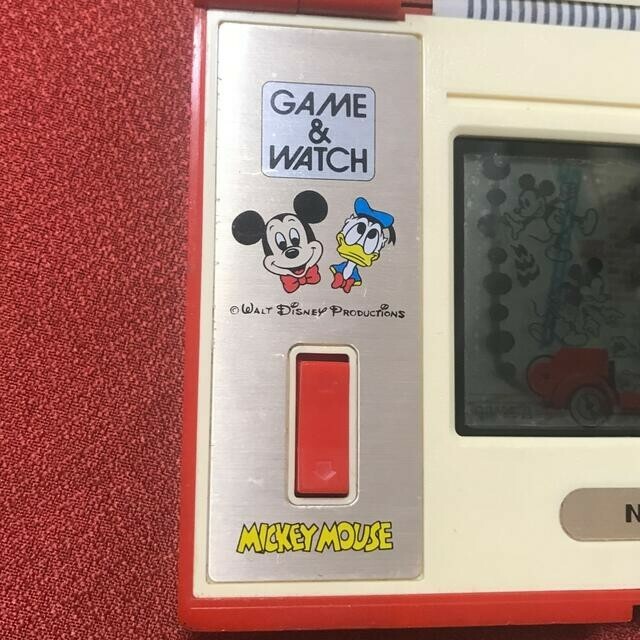 GAME
&
WATCH
© WALT DISNEY PRODUCTIONS
MICKEY MOUSE
N